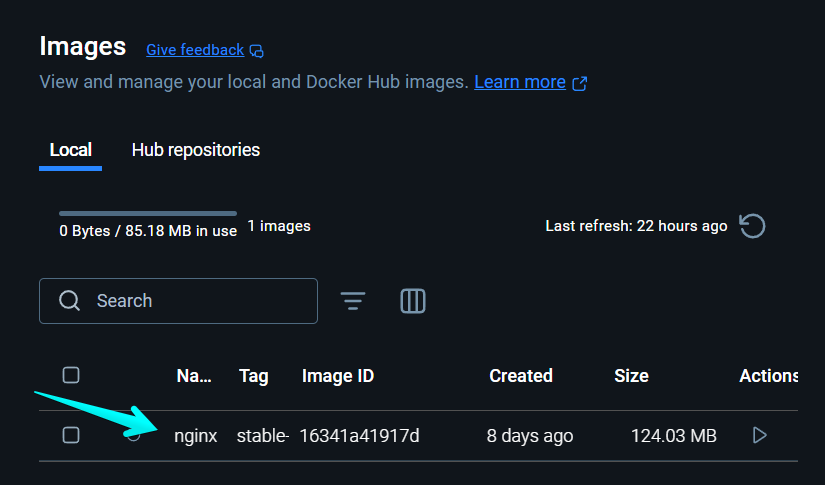 Images Give feedback
View and manage your local and Docker Hub images. Learn more
Local Hub repositories
0 Bytes / 85.18 MB in use 1 images Last refresh: 22 hours ago
Search
Na... Tag Image ID Created Size Actions
nginx stable- 16341a41917d 8 days ago 124.03 MB